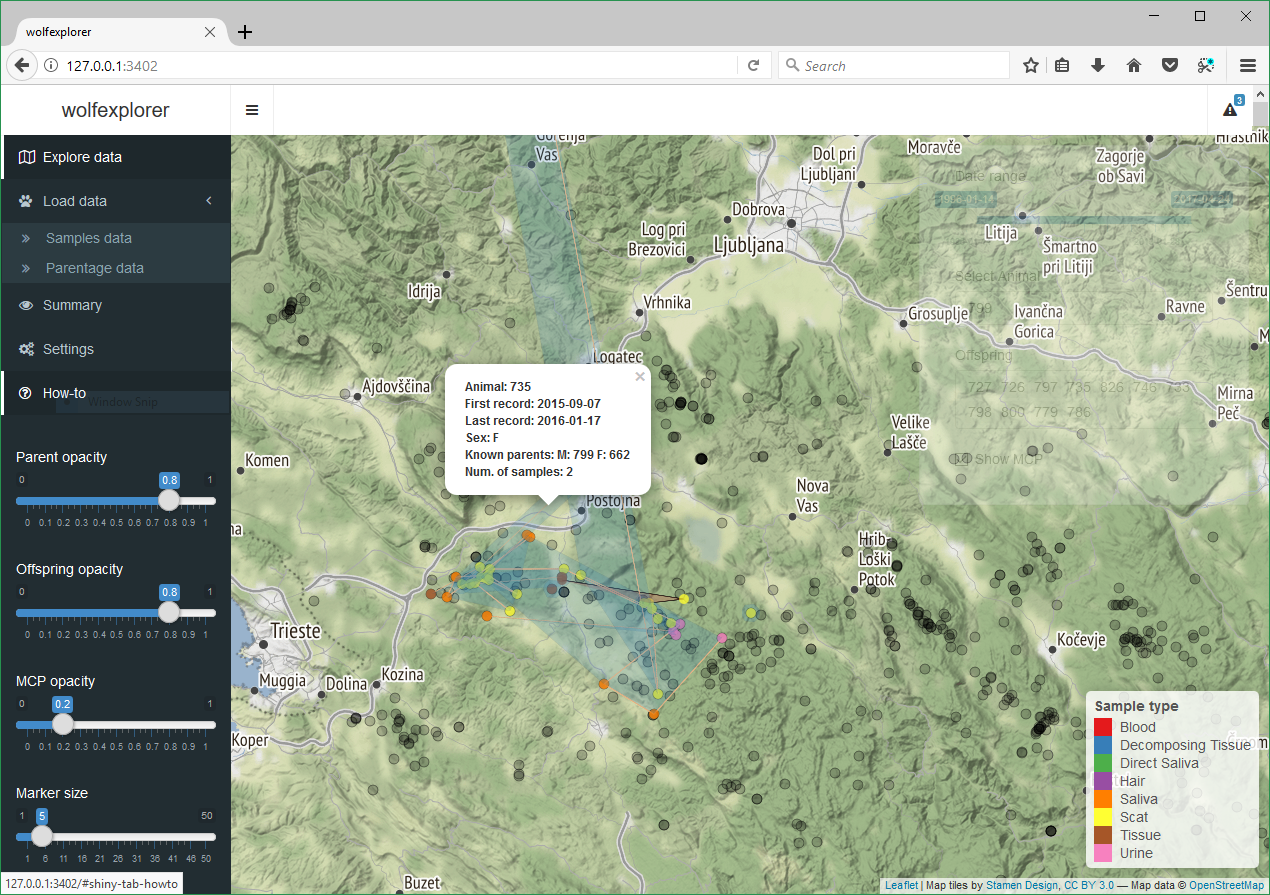 wolfexplorer
127.0.0.1:3402
Search
wolfexplorer
3
Explore data
Load data
Samples data
Parentage data
Summary
Settings
How-to
Window Snip
Parent opacity
0 0.8 1
0 0.1 0.2 0.3 0.4 0.5 0.6 0.7 0.8 0.9 1
Offspring opacity
0 0.8 1
0 0.1 0.2 0.3 0.4 0.5 0.6 0.7 0.8 0.9 1
MCP opacity
0 0.2 1
0 0.1 0.2 0.3 0.4 0.5 0.6 0.7 0.8 0.9 1
Marker size
1 5 50
1 6 11 16 21 26 31 36 41 46 50
127.0.0.1:3402/#shiny-tab-howto
Gorenja
Vas
Dol pri
Ljubljani
Moravče
Zagorje
ob Savi
Hrastnik
Dobrova
Log pri
Brezovici
Ljubljana
Litija
Šmartno
pri Litiji
Idrija
Vrhnika
Grosuplje
Ivančna
Gorica
Ravne
Šentru
Logatec
Ajdovščina
Mirna
Peč
Velike
Lašče
Komen
Postojna
Nova
Vas
Hrib-
Loški
Potok
Trieste
Muggia
Dolina
Kozina
Kočevje
Koper
Buzet
Date range
Select Animal
799
Offspring
727 726 797 735 826 746 733
798 800 779 786
Show MCP
Animal: 735
First record: 2015-09-07
Last record: 2016-01-17
Sex: F
Known parents: M: 799 F: 662
Num. of samples: 2
×
Sample type
Blood
Decomposing Tissue
Direct Saliva
Hair
Saliva
Scat
Tissue
Urine
Leaflet | Map tiles by Stamen Design, CC BY 3.0 — Map data © OpenStreetMap